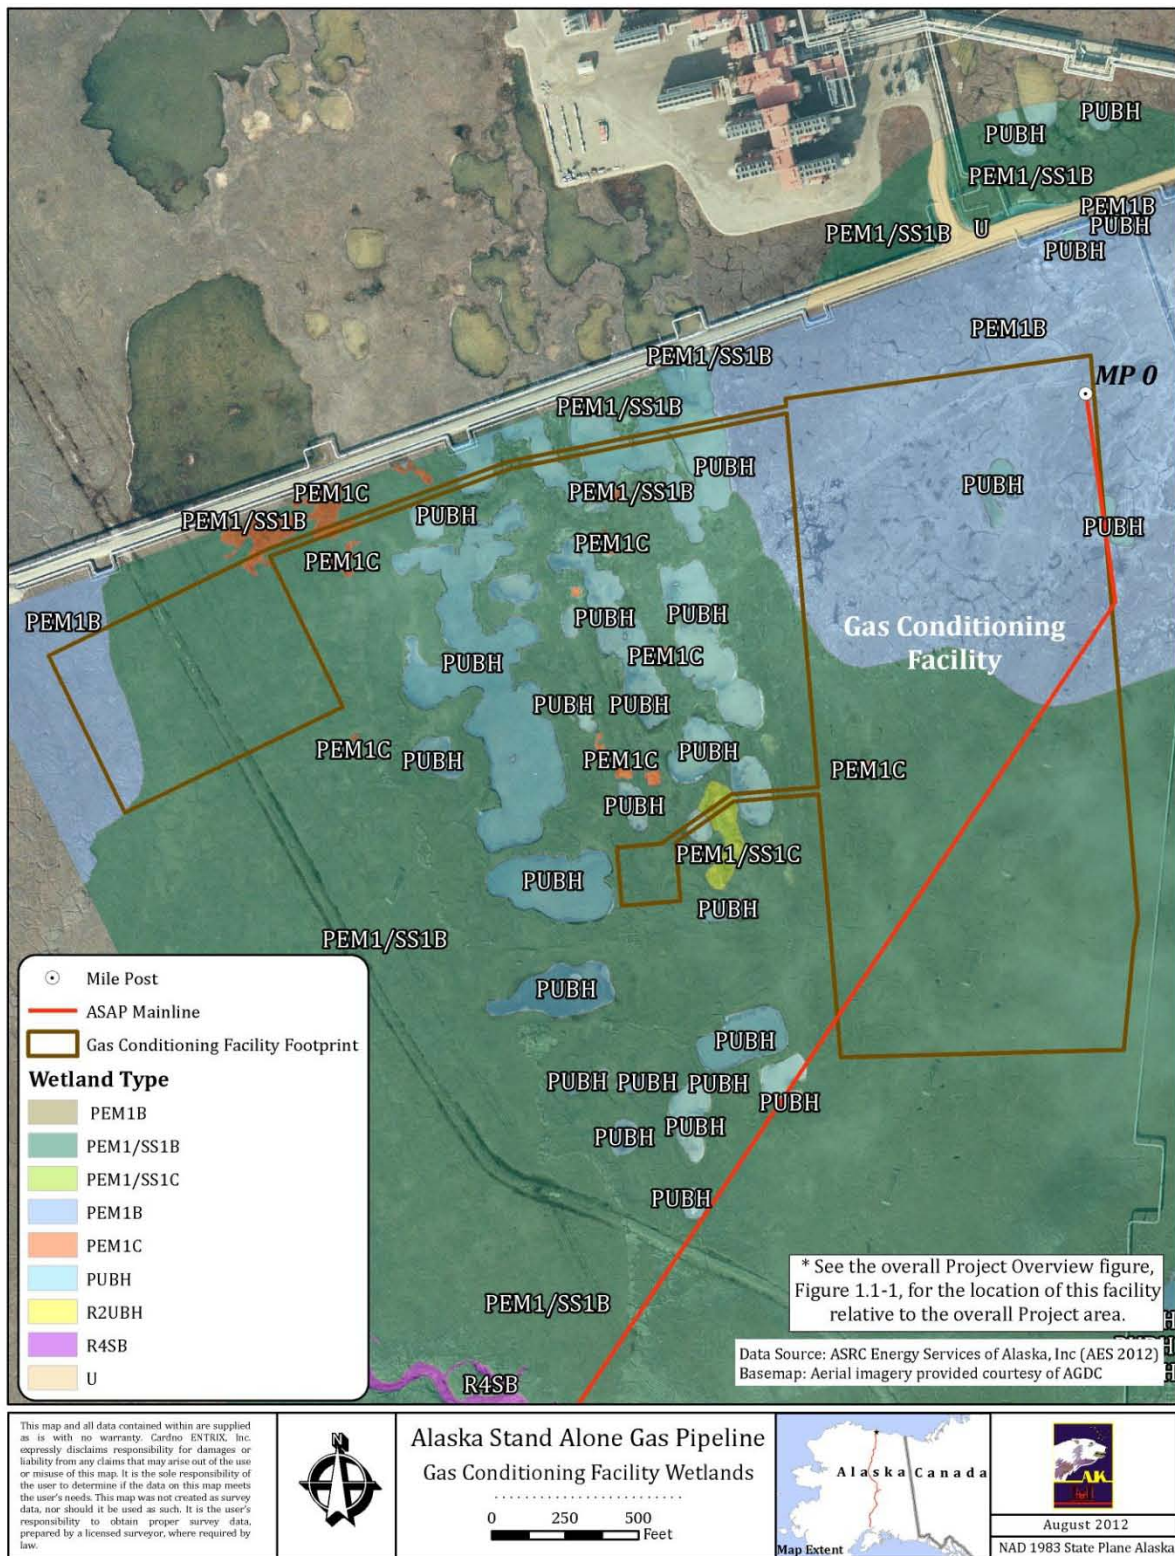 PUBH
PUBH
PEM1/SS1B
PEM1B
PUBH
PEM1/SS1B
U
PUBH
PEM1B
PEM1/SS1B
MP 0
PEM1/SS1B
PUBH
PEM1/SS1B
PUBH
PEM1C
PUBH
PEM1/SS1B
PUBH
PEM1C
PEM1C
PUBH
PUBH
PEM1B
Gas Conditioning
Facility
PEM1C
PUBH
PUBH
PUBH
PEM1C
PUBH
PUBH
PEM1C
PEM1C
PUBH
PEM1/SS1C
PUBH
PUBH
PEM1/SS1B
PUBH
PUBH
PUBH
PUBH
PUBH
PUBH
PUBH
PUBH
PUBH
PEM1/SS1B
R4SB
Mile Post
ASAP Mainline
Gas Conditioning Facility Footprint
Wetland Type
PEM1B
PEM1/SS1B
PEM1/SS1C
PEM1B
PEM1C
PUBH
R2UBH
R4SB
U
* See the overall Project Overview figure,
Figure 1.1-1, for the location of this facility
relative to the overall Project area.
Data Source: ASRC Energy Services of Alaska, Inc (AES 2012)
Basemap: Aerial imagery provided courtesy of AGDC
This map and all data contained within are supplied
as is with no warranty. Cardno ENTRIX, Inc.
expressly disclaims responsibility for damages or
liability from any claims that may arise out of the use
or misuse of this map. It is the sole responsibility of
the user to determine if the data on this map meets
the user's needs. This map was not created as survey
data, nor should it be used as such. It is the user's
responsibility to obtain proper survey data,
prepared by a licensed surveyor, where required by
law.
N
Alaska Stand Alone Gas Pipeline
Gas Conditioning Facility Wetlands
0 250 500
Feet
Alaska Canada
Map Extent
AK
August 2012
NAD 1983 State Plane Alaska